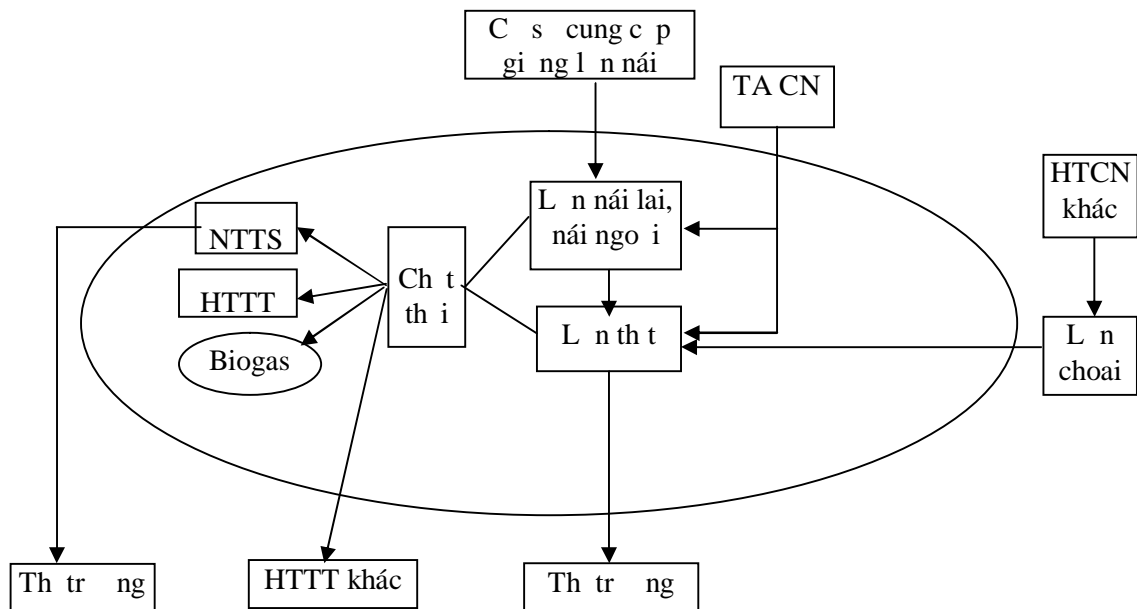 C s cung c p
gi ng l n nái
TA CN
HTCN
khác
L n nái lai,
nái ngo i
NTTS
Ch t
th i
HTTT
L n th t
Biogas
L n
choai
Th tr ng
HTTT khác
Th tr ng